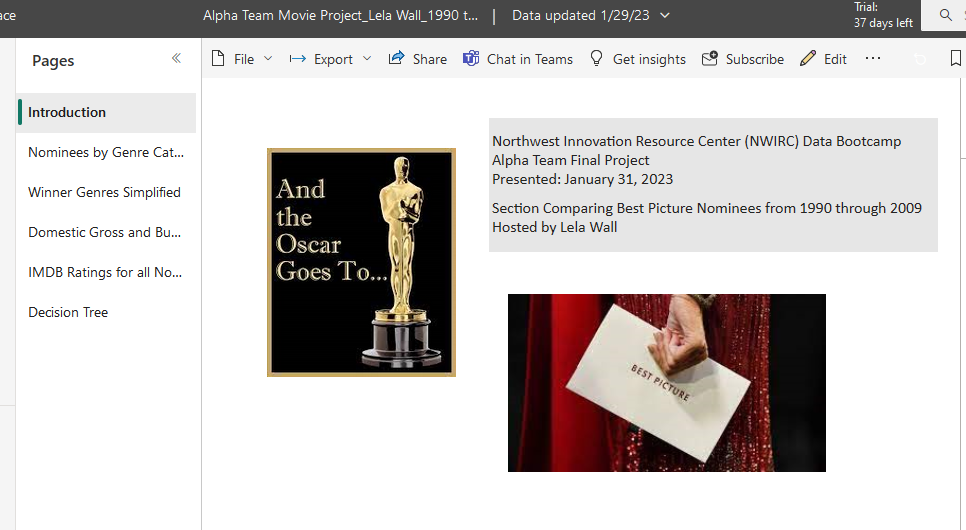 ace
Alpha Team Movie Project_Lela Wall_1990 t... | Data updated 1/29/23
Trial:
37 days left
Pages
File
Export
Share
Chat in Teams
Get insights
Subscribe
Edit
...
Introduction
Nominees by Genre Cat...
Winner Genres Simplified
Domestic Gross and Bu...
IMDB Ratings for all No...
Decision Tree
And
the
Oscar
Goes To...
Northwest Innovation Resource Center (NWIRC) Data Bootcamp
Alpha Team Final Project
Presented: January 31, 2023
Section Comparing Best Picture Nominees from 1990 through 2009
Hosted by Lela Wall
BEST PICTURE